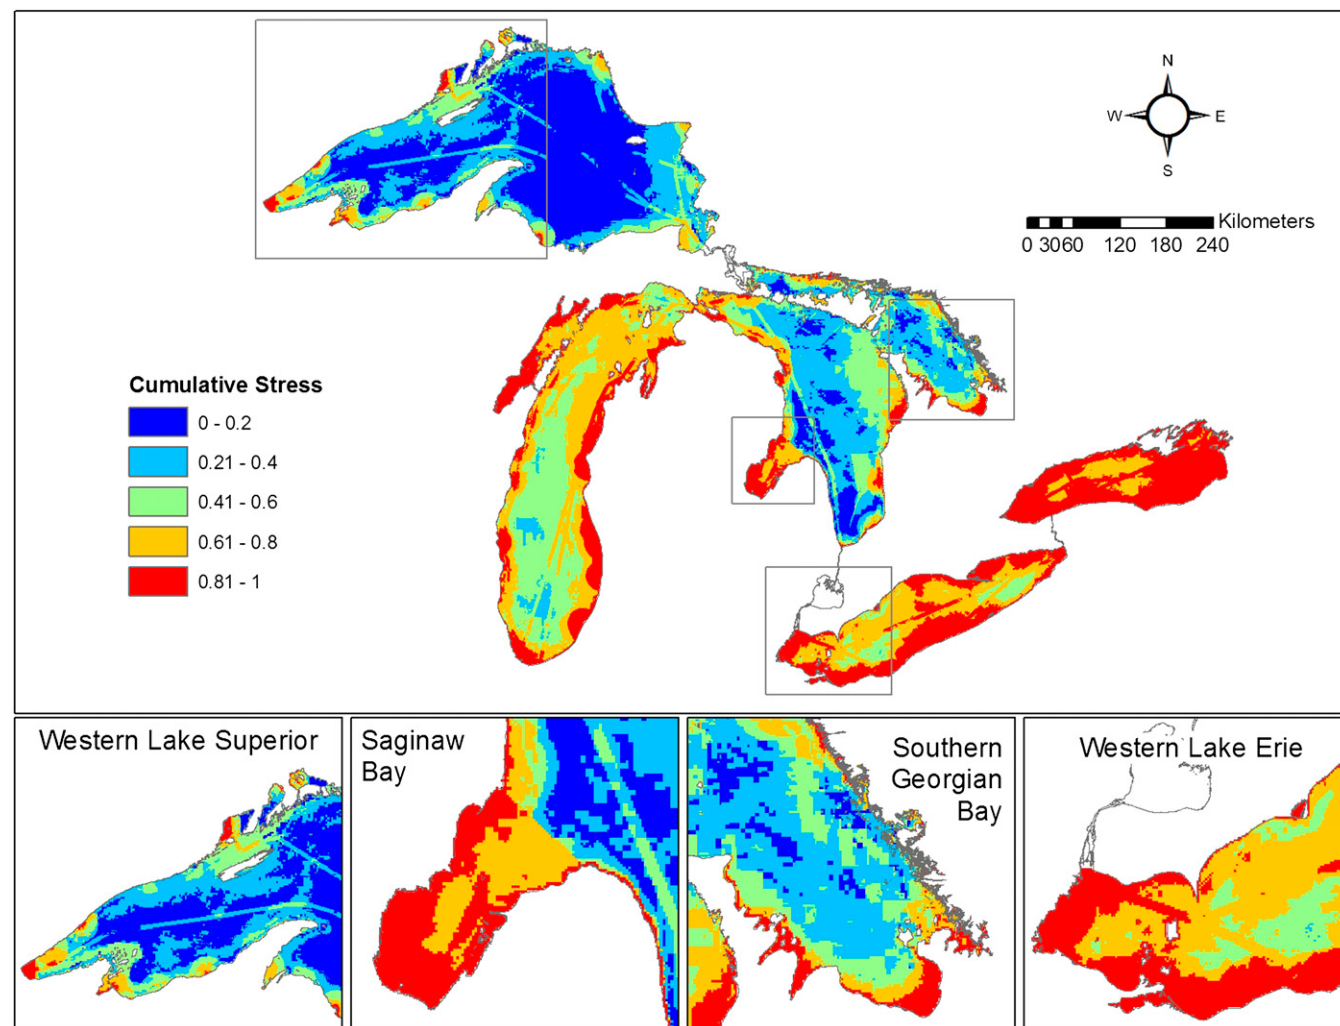 N
W E
S
Kilometers
0 30 60 120 180 240
Cumulative Stress
0 - 0.2
0.21 - 0.4
0.41 - 0.6
0.61 - 0.8
0.81 - 1
Western Lake Superior
Saginaw
Bay
Southern
Georgian
Bay
Western Lake Erie